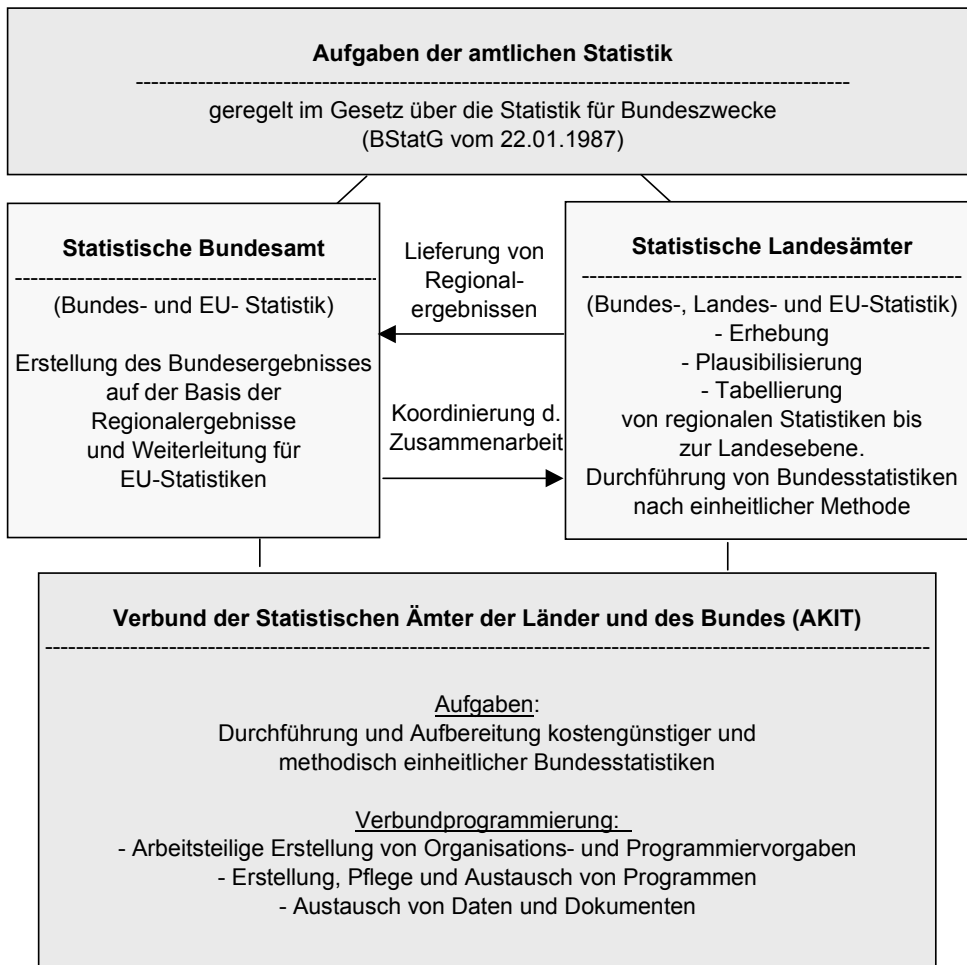 Aufgaben der amtlichen Statistik
geregelt im Gesetz über die Statistik für Bundeszwecke
(BStatG vom 22.01.1987)
Statistische Bundesamt
(Bundes- und EU- Statistik)
Erstellung des Bundesergebnisses
auf der Basis der
Regionalergebnisse
und Weiterleitung für
EU-Statistiken
Lieferung von
Regional-
ergebnissen
Koordinierung d.
Zusammenarbeit
Statistische Landesämter
(Bundes-, Landes- und EU-Statistik)
- Erhebung
- Plausibilisierung
- Tabellierung
von regionalen Statistiken bis
zur Landesebene.
Durchführung von Bundesstatistiken
nach einheitlicher Methode
Verbund der Statistischen Ämter der Länder und des Bundes (AKIT)
Aufgaben:
Durchführung und Aufbereitung kostengünstiger und
methodisch einheitlicher Bundesstatistiken
Verbundprogrammierung:
- Arbeitsteilige Erstellung von Organisations- und Programmiervorgaben
- Erstellung, Pflege und Austausch von Programmen
- Austausch von Daten und Dokumenten